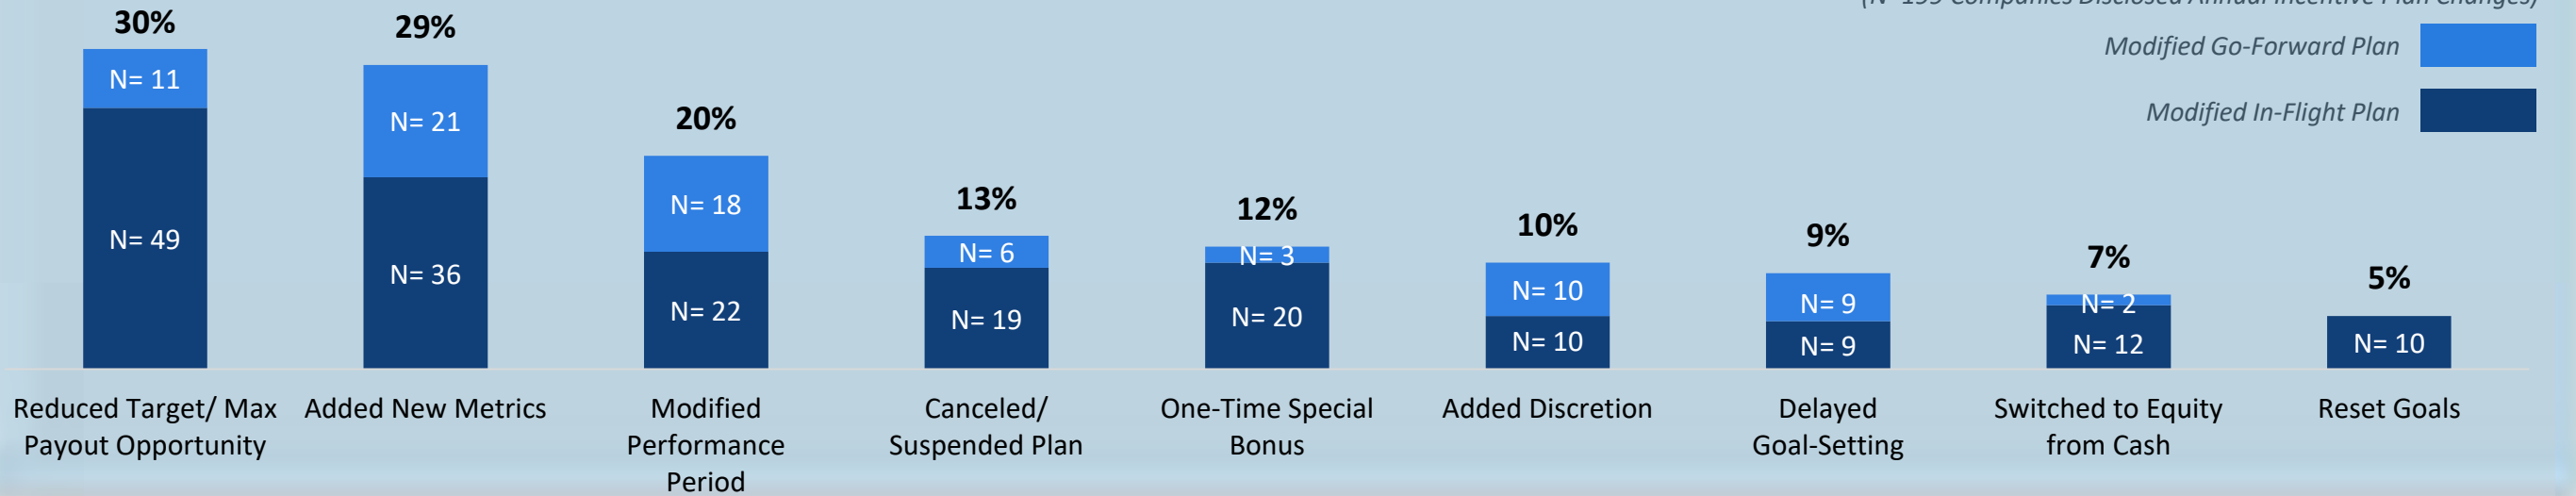 Modified Go-Forward Plan
Modified In-Flight Plan
30%
N= 11
N= 49
29%
N= 21
N= 36
20%
N= 18
N= 22
13%
N= 6
N= 19
12%
N= 3
N= 20
10%
N= 10
N= 10
9%
N= 9
N= 9
7%
N= 2
N= 12
5%
N= 10
Reduced Target/ Max
Payout Opportunity
Added New Metrics
Modified
Performance
Period
Canceled/
Suspended Plan
One-Time Special
Bonus
Added Discretion
Delayed
Goal-Setting
Switched to Equity
from Cash
Reset Goals